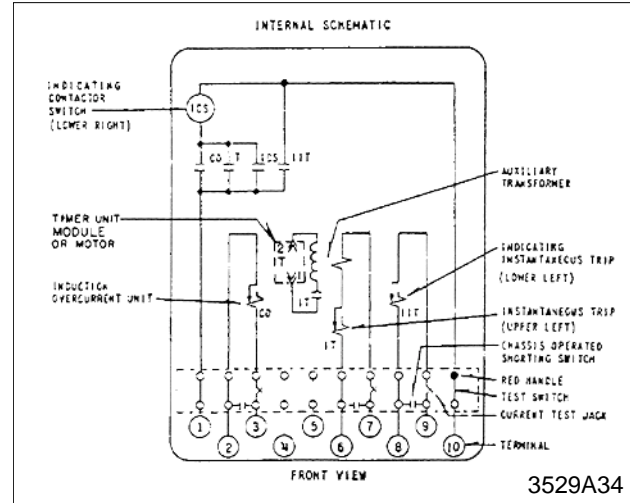 INTERNAL SCHEMATIC
INDICATING
CONTACTOR
SWITCH
(LOWER RIGHT)
ICS
CO T ICS IIT
AUXILIARY
TRANSFORMER
TIMER UNIT
MODULE
OR MOTOR
T
IT
INDICATING
INSTANTANEOUS TRIP
(LOWER LEFT)
INDUCTION
OVERCURRENT UNIT
CO
IIT
INSTANTANEOUS TRIP
(UPPER LEFT)
IT
CHASSIS OPERATED
SHORTING SWITCH
RED HANDLE
TEST SWITCH
CURRENT TEST JACK
1 2 3 4 5 6 7 8 9 10
TERMINAL
FRONT VIEW
3529A34